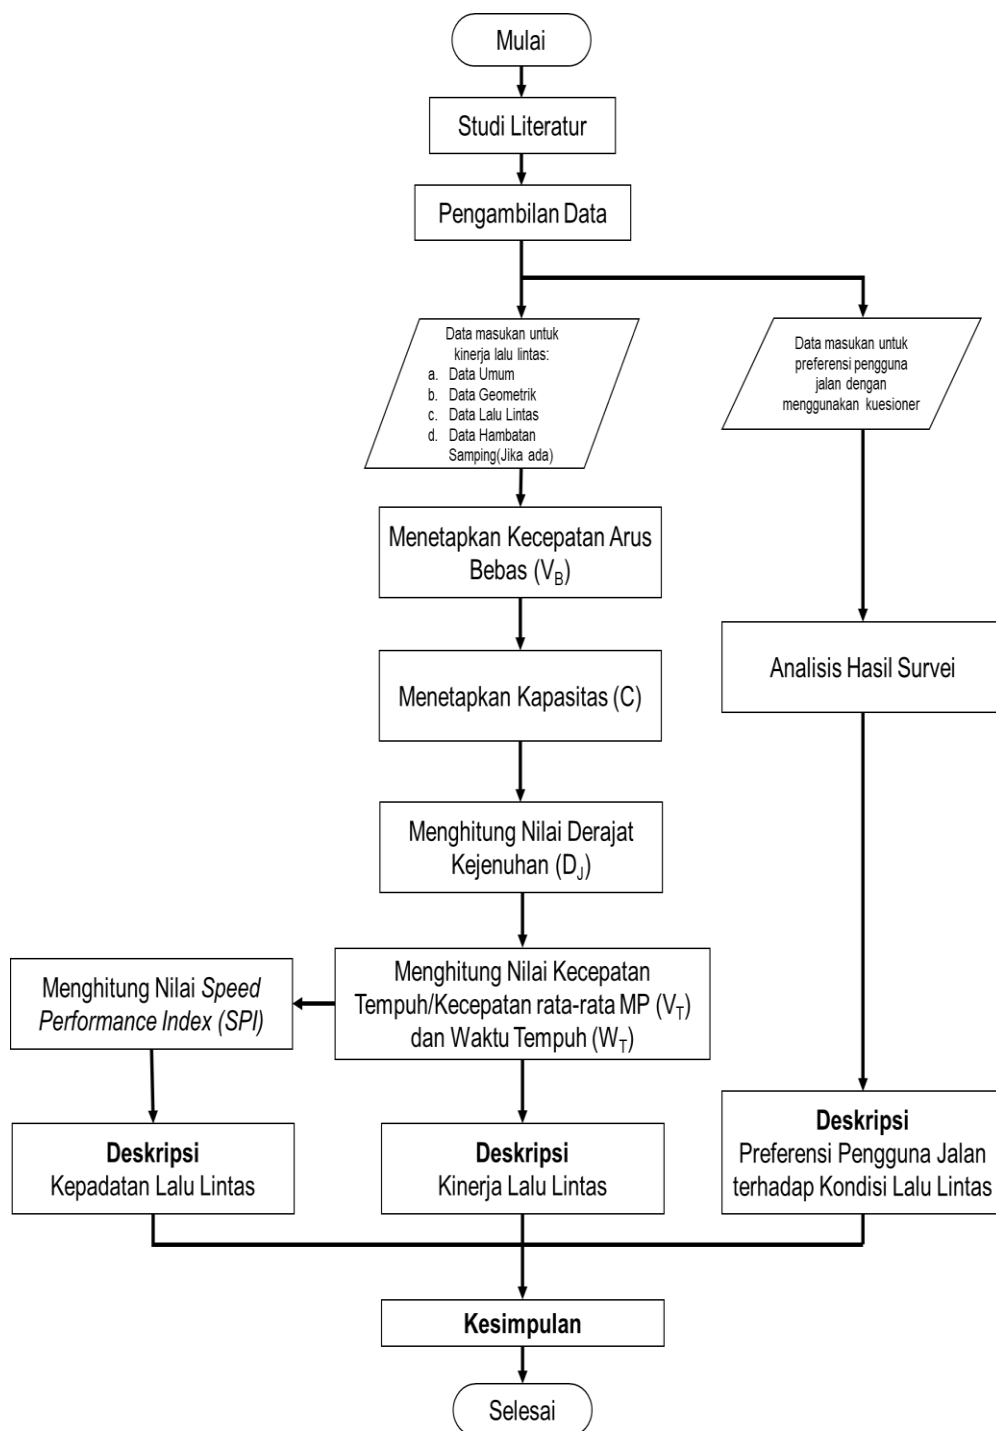 Mulai
Studi Literatur
Pengambilan Data
Data masukan untuk
kinerja lalu lintas:
a. Data Umum
b. Data Geometrik
c. Data Lalu Lintas
d. Data Hambatan
Samping(Jika ada)
Data masukan untuk
preferensi pengguna
jalan dengan
menggunakan kuesioner
Menetapkan Kecepatan Arus
Bebas (VB)
Menetapkan Kapasitas (C)
Analisis Hasil Survei
Menghitung Nilai Derajat
Kejenuhan (DJ)
Menghitung Nilai Kecepatan
Tempuh/Kecepatan rata-rata MP (VT)
dan Waktu Tempuh (WT)
Menghitung Nilai Speed
Performance Index (SPI)
Deskripsi
Kepadatan Lalu Lintas
Deskripsi
Kinerja Lalu Lintas
Deskripsi
Preferensi Pengguna Jalan
terhadap Kondisi Lalu Lintas
Kesimpulan
Selesai